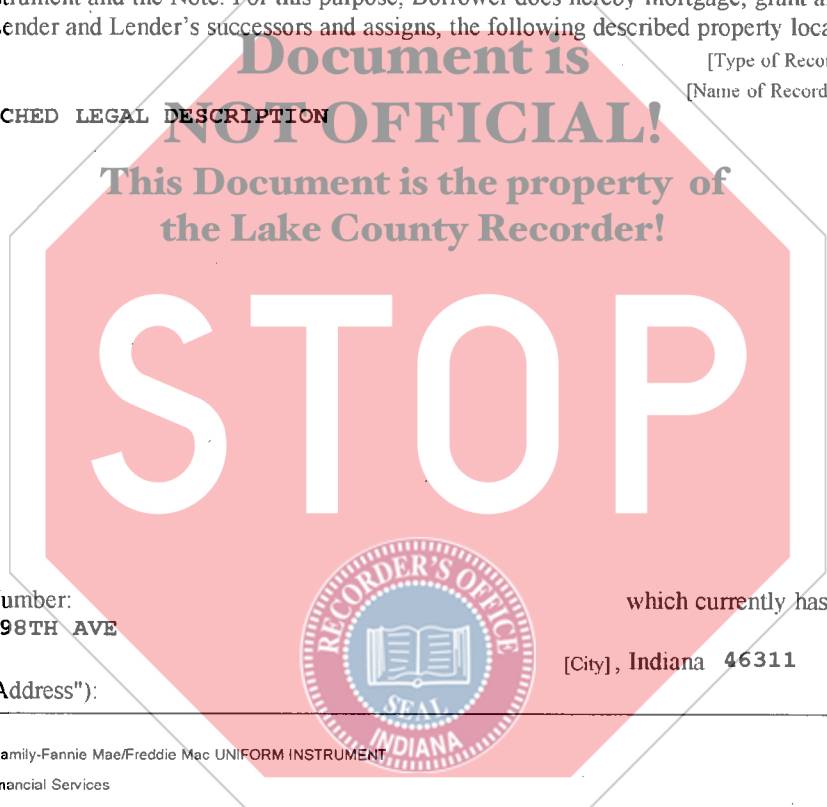 strument and the Note. For this purpose, Borrower does hereby mortgage, grant a
ender and Lender's successors and assigns, the following described property loca
Document is
[Type of Reco
[Name of Record
CHED LEGAL DESCRIPTION
NOT OFFICIAL!
This Document is the property of
the Lake County Recorder!
STOP
RECORDER'S OFFICE
SEAL
INDIANA
umber:
which currently has
98TH AVE
[City], Indiana 46311
Address"):
amily-Fannie Mae/Freddie Mac UNIFORM INSTRUMENT
nancial Services